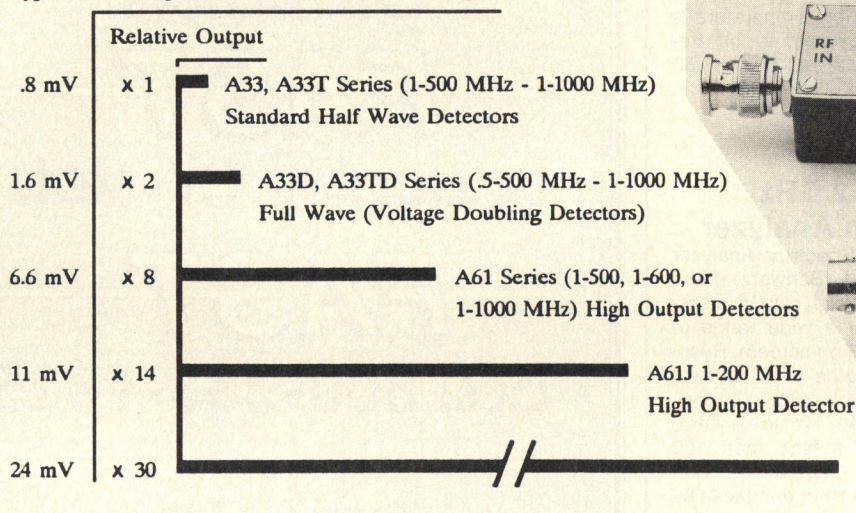 Relative Output
.8 mV x 1 A33, A33T Series (1-500 MHz - 1-1000 MHz)
Standard Half Wave Detectors
1.6 mV x 2 A33D, A33TD Series (.5-500 MHz - 1-1000 MHz)
Full Wave (Voltage Doubling Detectors)
6.6 mV x 8 A61 Series (1-500, 1-600, or
1-1000 MHz) High Output Detectors
11 mV x 14 A61J 1-200 MHz
High Output Detector
24 mV x 30
RF
IN